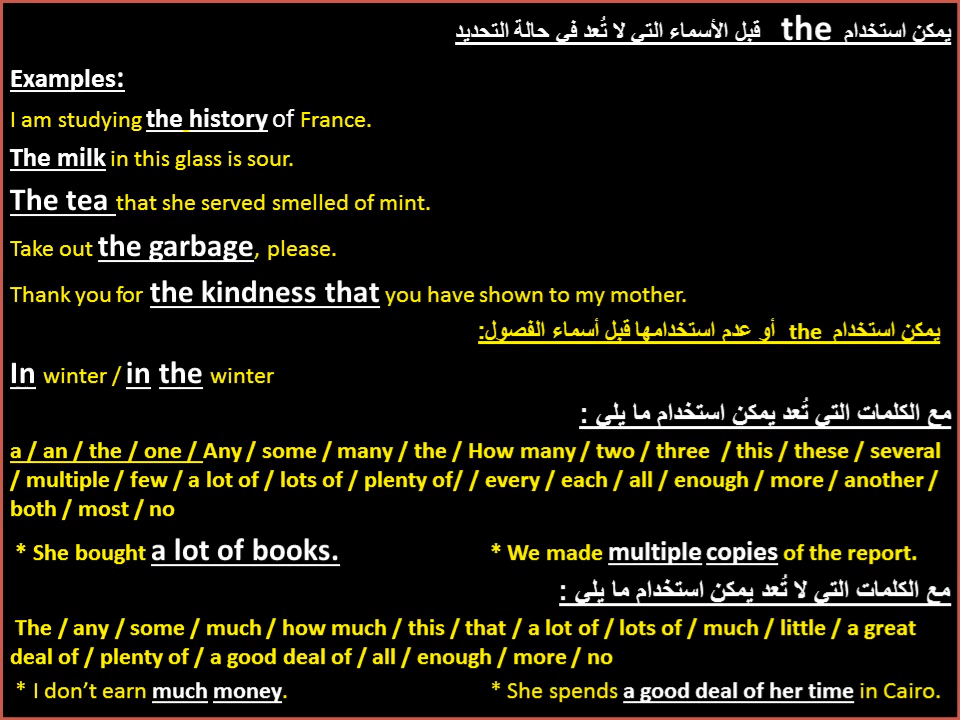 يمكن استخدام the قبل الأسماء التي لا تُعد في حالة التحديد
Examples:
I am studying the history of France.
The milk in this glass is sour.
The tea that she served smelled of mint.
Take out the garbage, please.
Thank you for the kindness that you have shown to my mother.
يمكن استخدام the أو عدم استخدامها قبل أسماء الفصول:
In winter / in the winter
مع الكلمات التي تُعد يمكن استخدام ما يلي :
a / an / the / one / Any / some / many / the / How many / two / three / this / these / several
/ multiple / few / a lot of / lots of / plenty of/ / every / each / all / enough / more / another /
both / most / no
* She bought a lot of books. * We made multiple copies of the report.
مع الكلمات التي لا تُعد يمكن استخدام ما يلي :
The / any / some / much / how much / this / that / a lot of / lots of / much / little / a great
deal of / plenty of / a good deal of / all / enough / more / no
* I don’t earn much money. * She spends a good deal of her time in Cairo.